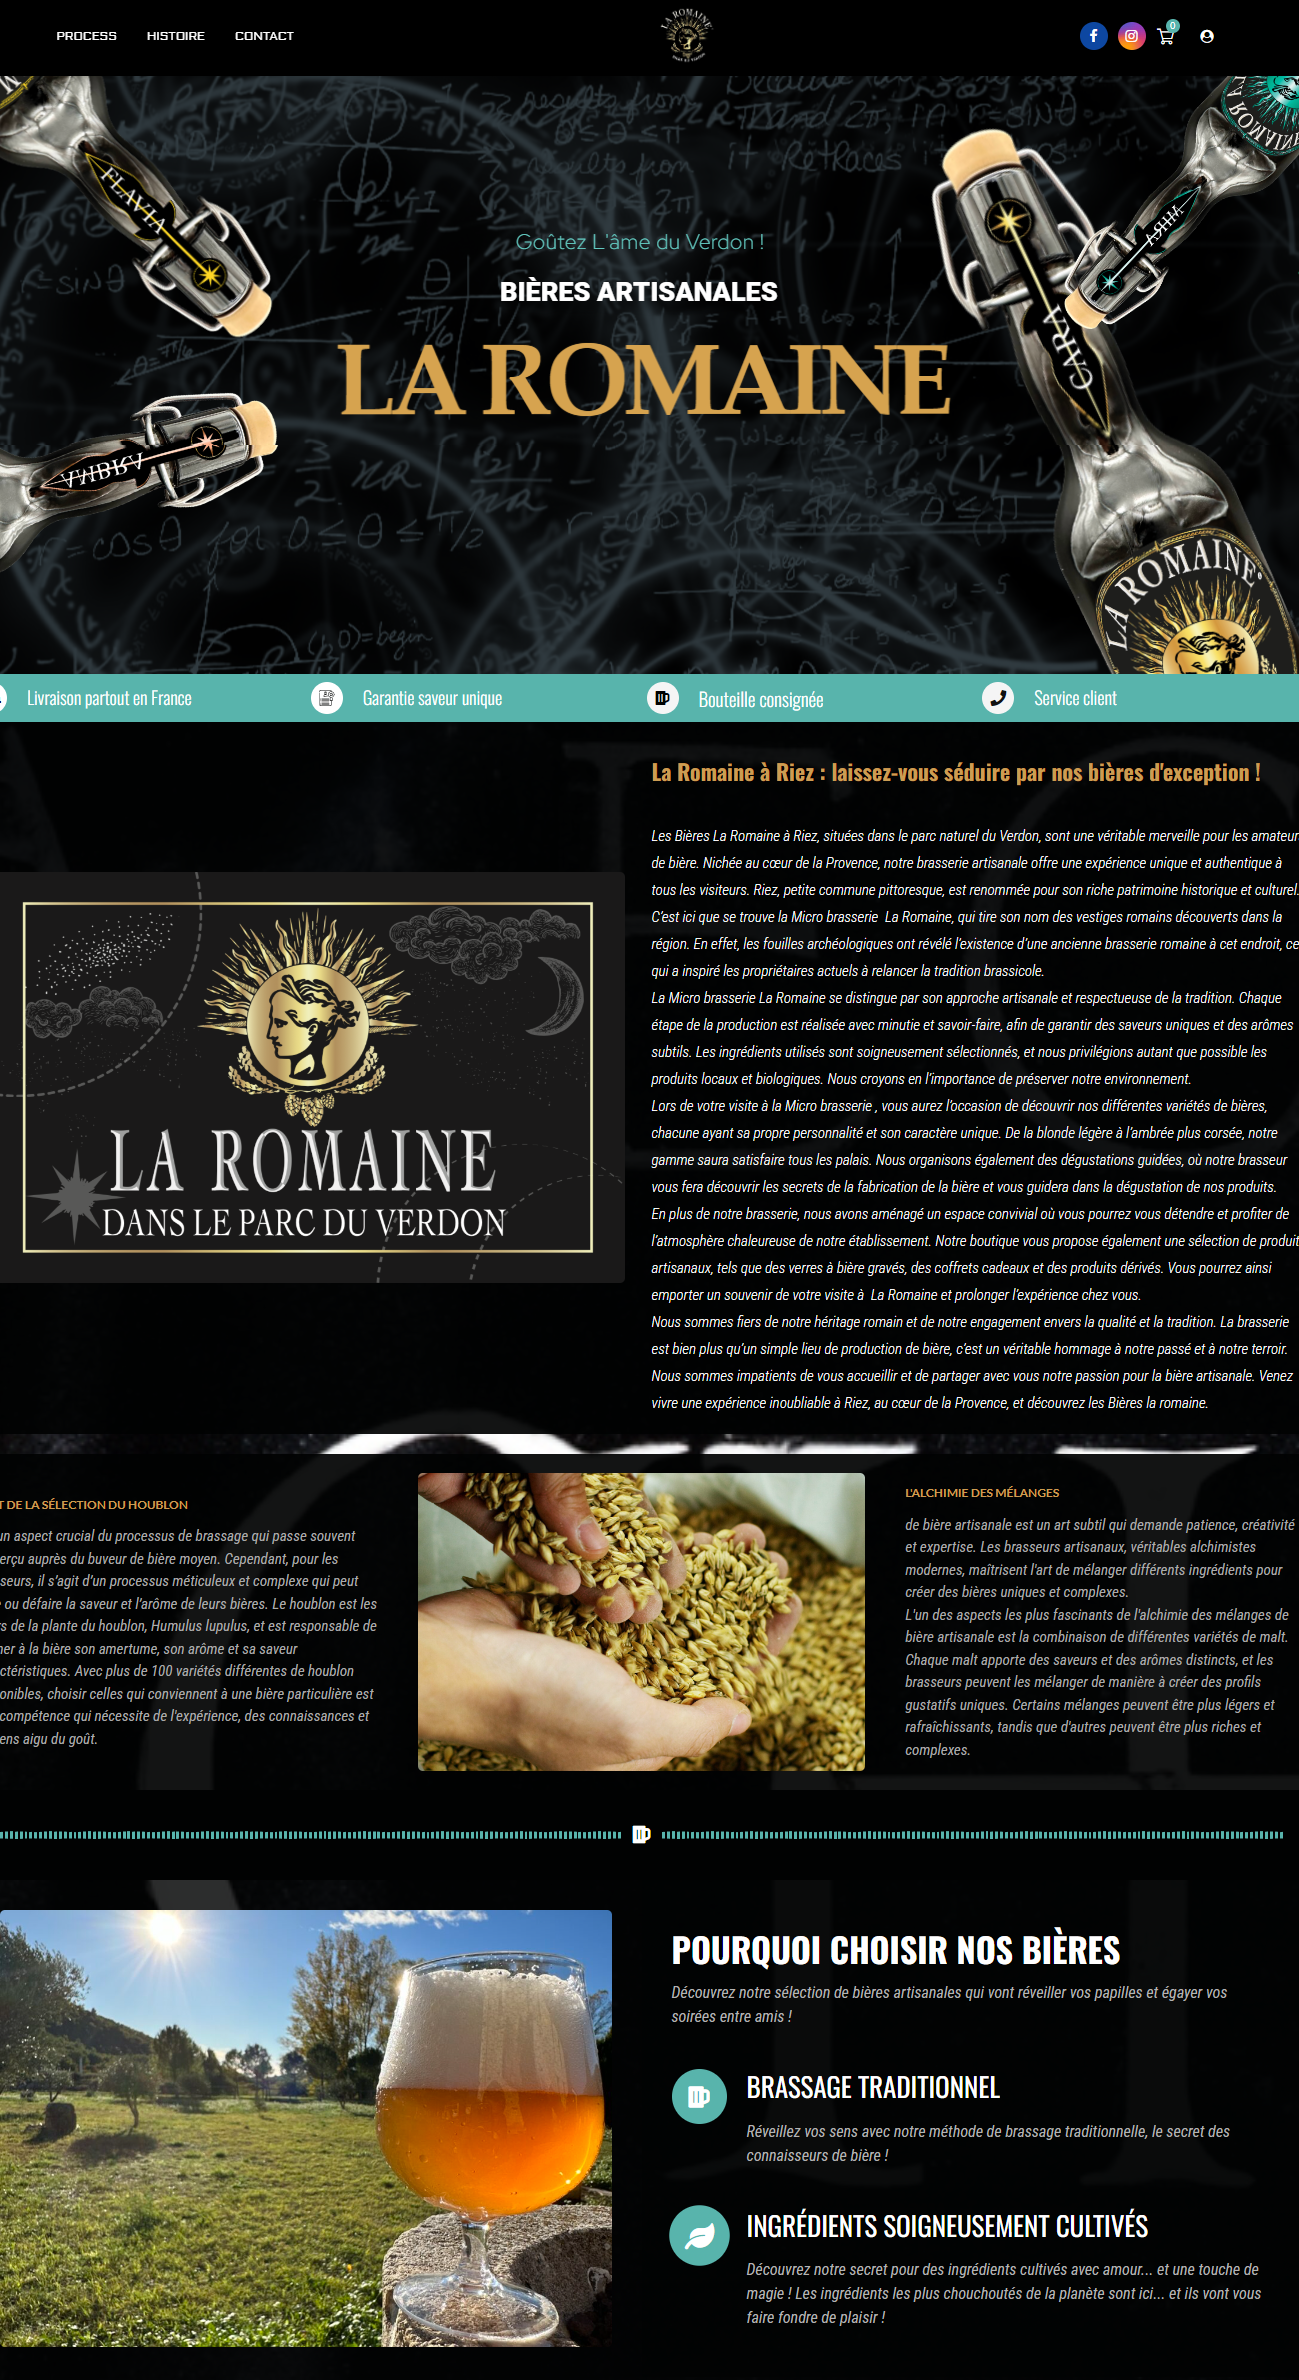 PROCESS
HISTOIRE
CONTACT
LA ROMAINE
0
FLAVIA
AMBRA
CARA
MIRA
LA ROMAINE
Goûtez L'âme du Verdon !
BIÈRES ARTISANALES
LA ROMAINE
LA ROMAINE
Livraison partout en France
Garantie saveur unique
Bouteille consignée
Service client
La Romaine à Riez : laissez-vous séduire par nos bières d'exception !
Les Bières La Romaine à Riez, situées dans le parc naturel du Verdon, sont une véritable merveille pour les amateur
de bière. Nichée au cœur de la Provence, notre brasserie artisanale offre une expérience unique et authentique à
tous les visiteurs. Riez, petite commune pittoresque, est renommée pour son riche patrimoine historique et culturel.
C'est ici que se trouve la Micro brasserie La Romaine, qui tire son nom des vestiges romains découverts dans la
région. En effet, les fouilles archéologiques ont révélé l'existence d'une ancienne brasserie romaine à cet endroit, ce
qui a inspiré les propriétaires actuels à relancer la tradition brassicole.
La Micro brasserie La Romaine se distingue par son approche artisanale et respectueuse de la tradition. Chaque
étape de la production est réalisée avec minutie et savoir-faire, afin de garantir des saveurs uniques et des arômes
subtils. Les ingrédients utilisés sont soigneusement sélectionnés, et nous privilégions autant que possible les
produits locaux et biologiques. Nous croyons en l'importance de préserver notre environnement.
Lors de votre visite à la Micro brasserie , vous aurez l'occasion de découvrir nos différentes variétés de bières,
chacune ayant sa propre personnalité et son caractère unique. De la blonde légère à l'ambrée plus corsée, notre
gamme saura satisfaire tous les palais. Nous organisons également des dégustations guidées, où notre brasseur
vous fera découvrir les secrets de la fabrication de la bière et vous guidera dans la dégustation de nos produits.
En plus de notre brasserie, nous avons aménagé un espace convivial où vous pourrez vous détendre et profiter de
l'atmosphère chaleureuse de notre établissement. Notre boutique vous propose également une sélection de produit
artisanaux, tels que des verres à bière gravés, des coffrets cadeaux et des produits dérivés. Vous pourrez ainsi
emporter un souvenir de votre visite à La Romaine et prolonger l'expérience chez vous.
Nous sommes fiers de notre héritage romain et de notre engagement envers la qualité et la tradition. La brasserie
est bien plus qu'un simple lieu de production de bière, c'est un véritable hommage à notre passé et à notre terroir.
Nous sommes impatients de vous accueillir et de partager avec vous notre passion pour la bière artisanale. Venez
vivre une expérience inoubliable à Riez, au cœur de la Provence, et découvrez les Bières la romaine.
LA ROMAINE
DANS LE PARC DU VERDON
T DE LA SÉLECTION DU HOUBLON
un aspect crucial du processus de brassage qui passe souvent
erçu auprès du buveur de bière moyen. Cependant, pour les
seurs, il s'agit d'un processus méticuleux et complexe qui peut
ou défaire la saveur et l'arôme de leurs bières. Le houblon est les
s de la plante du houblon, Humulus lupulus, et est responsable de
ner à la bière son amertume, son arôme et sa saveur
ctéristiques. Avec plus de 100 variétés différentes de houblon
onibles, choisir celles qui conviennent à une bière particulière est
compétence qui nécessite de l'expérience, des connaissances et
ens aigu du goût.
L'ALCHIMIE DES MÉLANGES
de bière artisanale est un art subtil qui demande patience, créativité
et expertise. Les brasseurs artisanaux, véritables alchimistes
modernes, maîtrisent l'art de mélanger différents ingrédients pour
créer des bières uniques et complexes.
L'un des aspects les plus fascinants de l'alchimie des mélanges de
bière artisanale est la combinaison de différentes variétés de malt.
Chaque malt apporte des saveurs et des arômes distincts, et les
brasseurs peuvent les mélanger de manière à créer des profils
gustatifs uniques. Certains mélanges peuvent être plus légers et
rafraîchissants, tandis que d'autres peuvent être plus riches et
complexes.
POURQUOI CHOISIR NOS BIÈRES
Découvrez notre sélection de bières artisanales qui vont réveiller vos papilles et égayer vos
soirées entre amis !
BRASSAGE TRADITIONNEL
Réveillez vos sens avec notre méthode de brassage traditionnelle, le secret des
connaisseurs de bière !
INGRÉDIENTS SOIGNEUSEMENT CULTIVÉS
Découvrez notre secret pour des ingrédients cultivés avec amour... et une touche de
magie ! Les ingrédients les plus chouchoutés de la planète sont ici... et ils vont vous
faire fondre de plaisir !